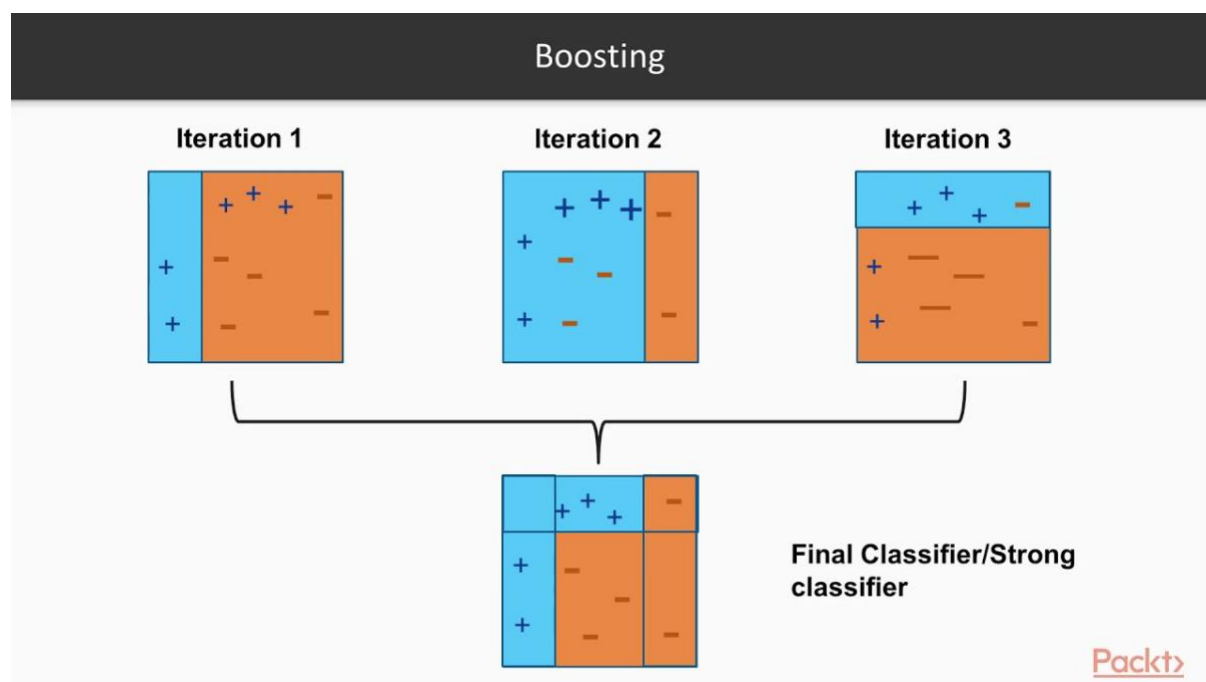 Boosting
Iteration 1
Iteration 2
Iteration 3
Final Classifier/Strong
classifier
Packt>